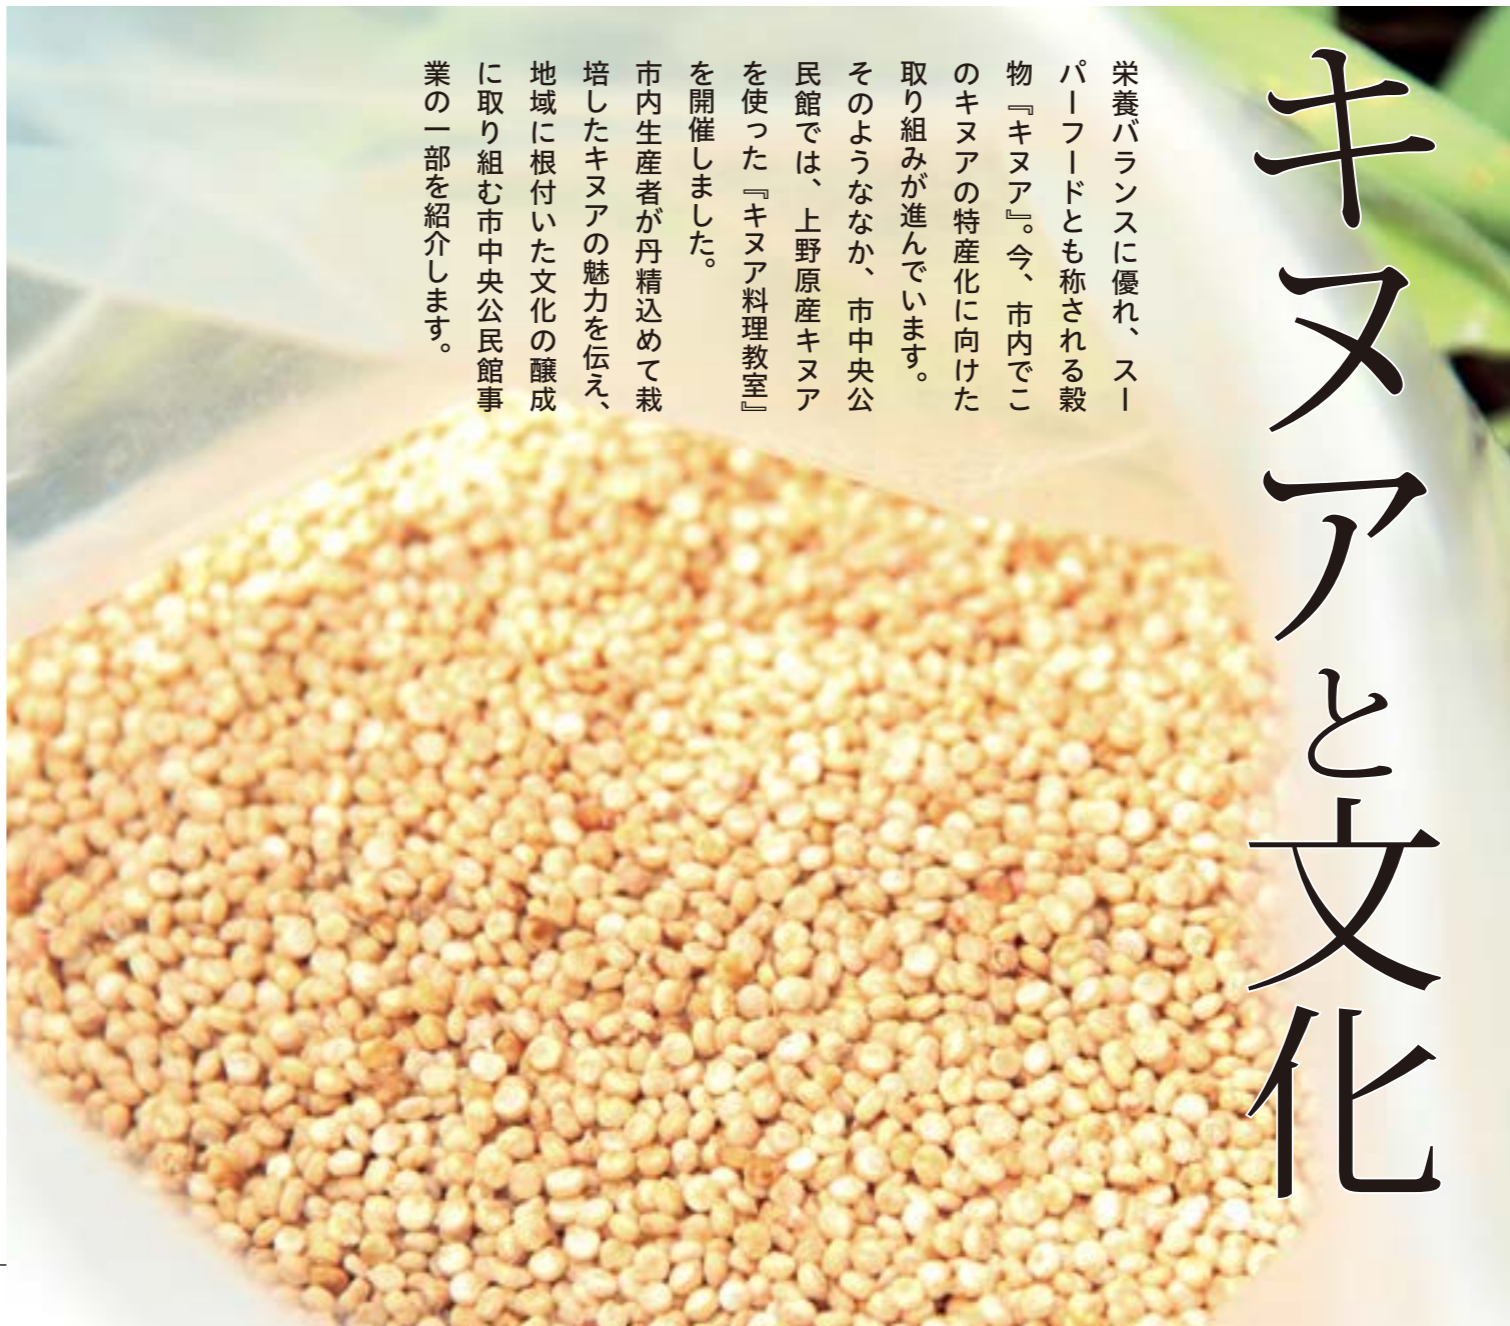 キヌアと文化
栄養バランスに優れ、スー
パーフードとも称される穀
物『キヌア』。今、市内でこ
のキヌアの特産化に向けた
取り組みが進んでいます。
そのようななか、市中央公
民館では、上野原産キヌア
を使った『キヌア料理教室』
を開催しました。
市内生産者が丹精込めて栽
培したキヌアの魅力を伝え、
地域に根付いた文化の醸成
に取り組む市中央公民館事
業の一部を紹介します。